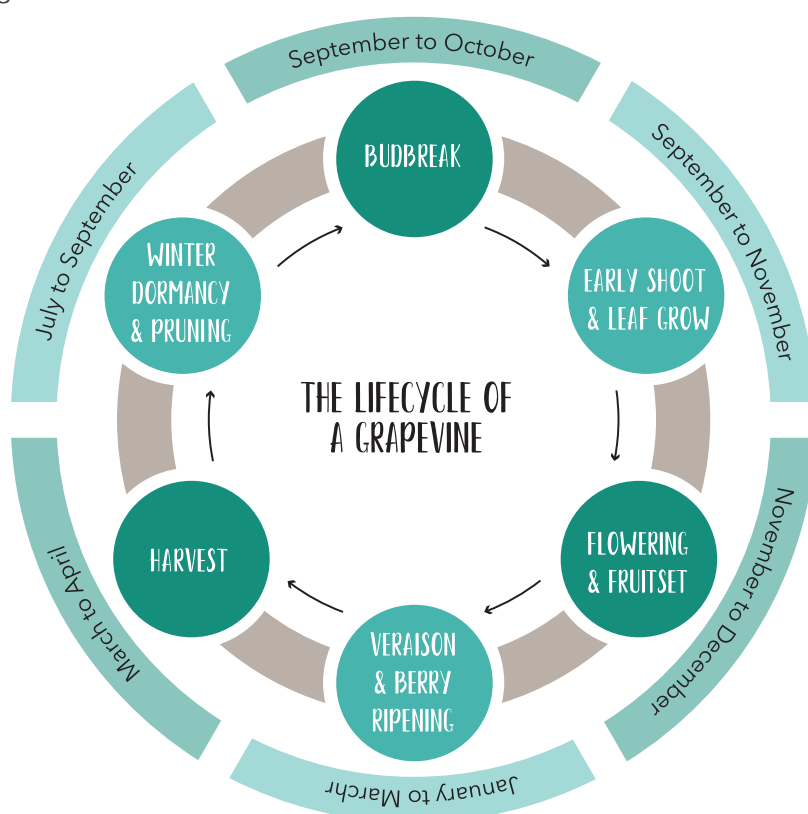 September to October
BUDBREAK
September to November
EARLY SHOOT
& LEAF GROW
November to December
FLOWERING
& FRUITSET
January to Marchr
VERAISON
& BERRY
RIPENING
March to April
HARVEST
July to September
WINTER
DORMANCY
& PRUNING
THE LIFECYCLE OF
A GRAPEVINE